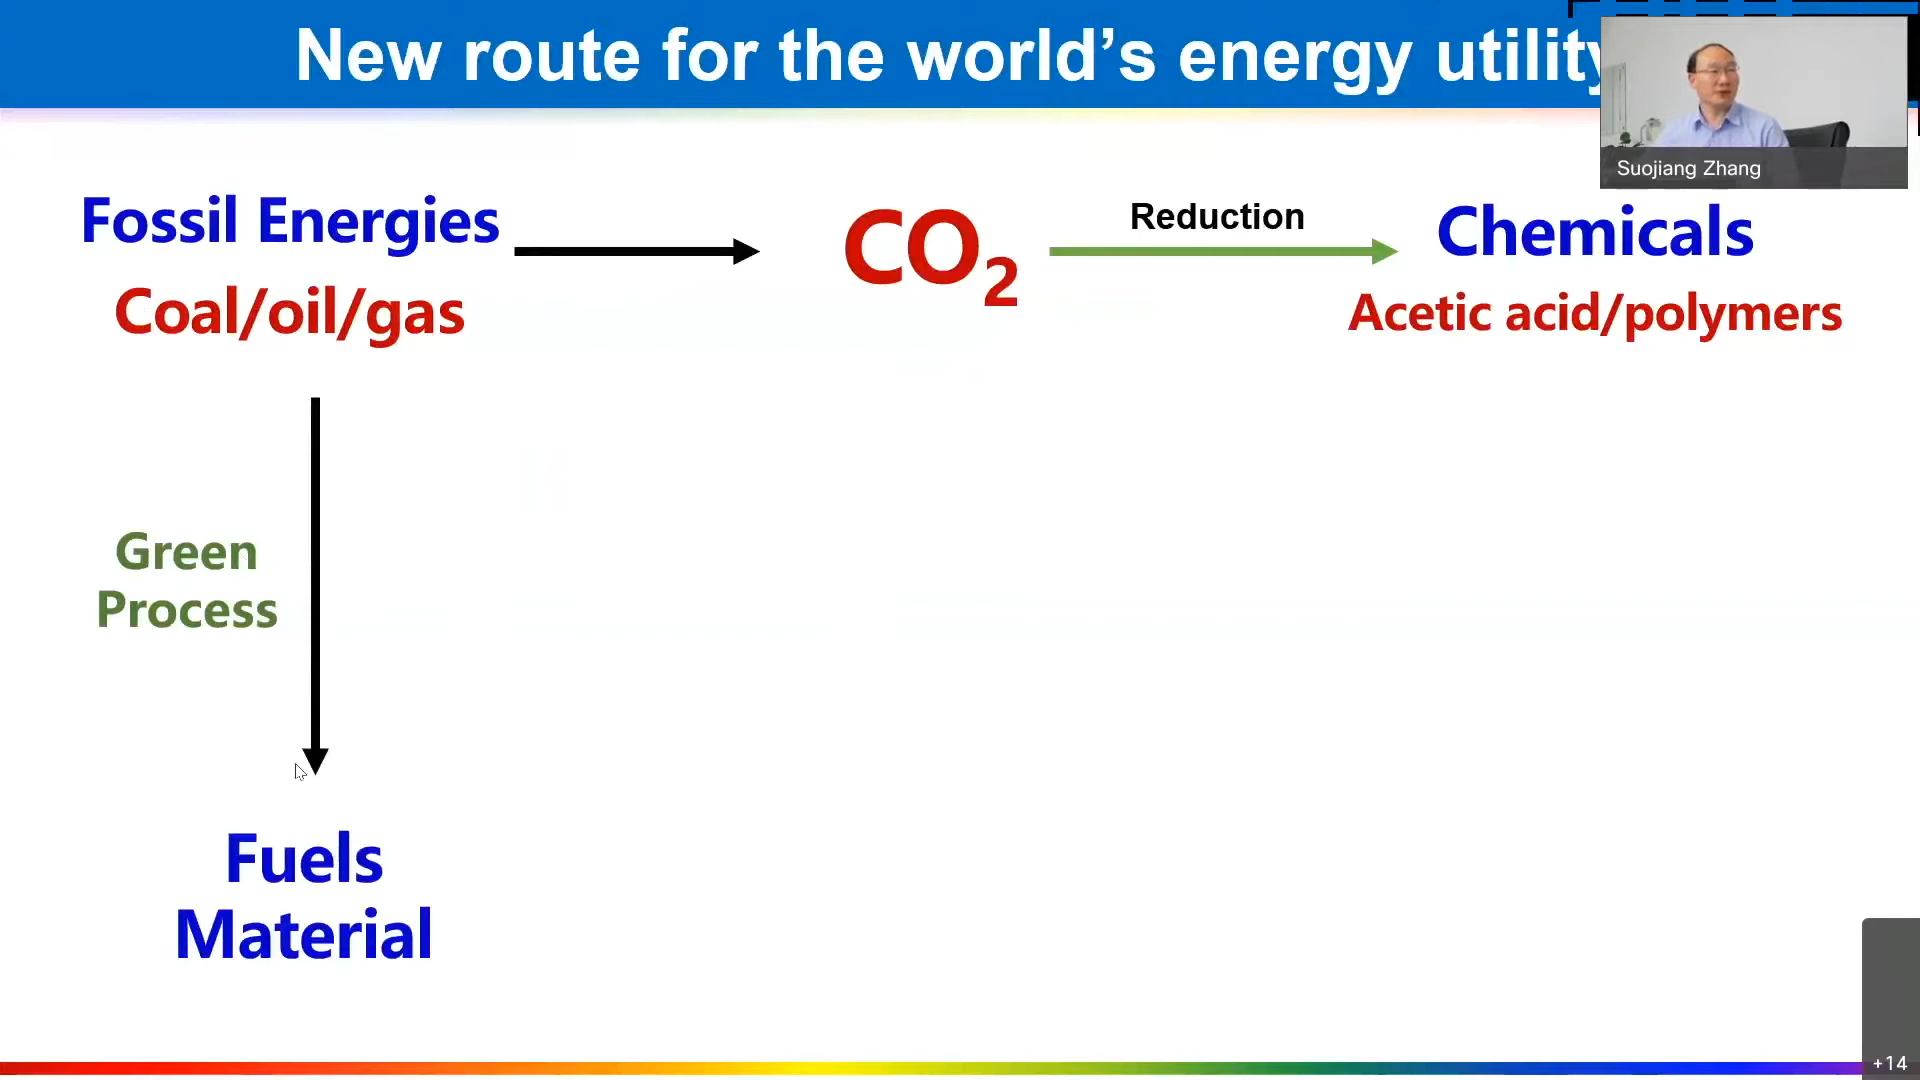 New route for the world's energy utility
Suojiang Zhang
Fossil Energies
Coal/oil/gas
CO₂
Reduction
Chemicals
Acetic acid/polymers
Green
Process
Fuels
Material
+14